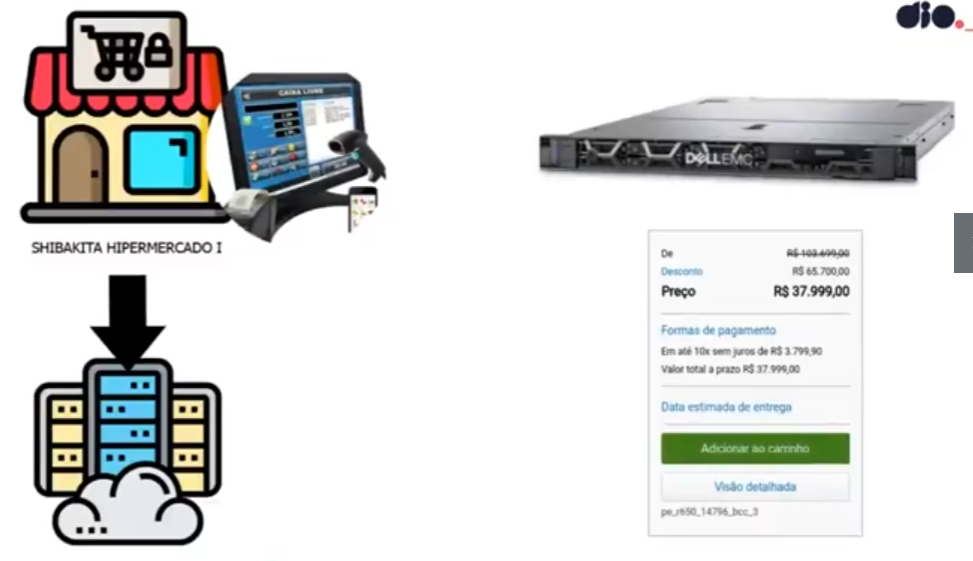 dio.
CAIXA LIVRE
DELLEMC
SHIBAKITA HIPERMERCADO I
De R$ 103.699,00
Desconto R$ 65.700,00
Preço R$ 37.999,00
Formas de pagamento
Em até 10x sem juros de R$ 3.799,90
Valor total a prazo R$ 37.999,00
Data estimada de entrega
Adicionar ao carrinho
Visão detalhada
pe_r650_14796_bcc_3